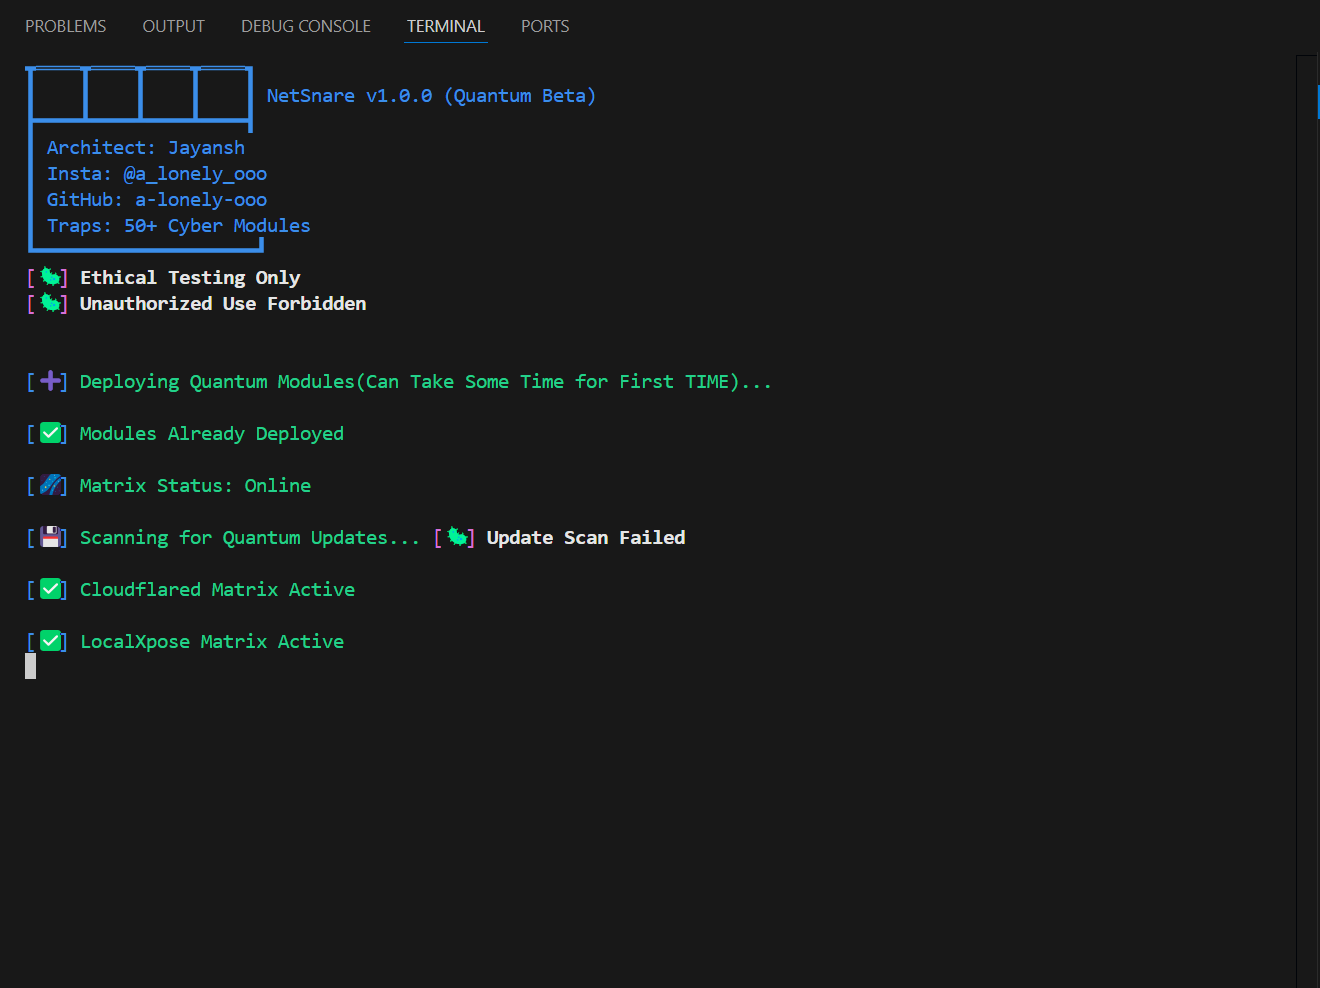 PROBLEMS OUTPUT DEBUG CONSOLE TERMINAL PORTS
NetSnare v1.0.0 (Quantum Beta)
Architect: Jayansh
Insta: @a_lonely_ooo
GitHub: a-lonely-ooo
Traps: 50+ Cyber Modules
[🐛] Ethical Testing Only
[🐛] Unauthorized Use Forbidden
[➕] Deploying Quantum Modules(Can Take Some Time for First TIME)...
[✅] Modules Already Deployed
[🌌] Matrix Status: Online
[💾] Scanning for Quantum Updates... [🐛] Update Scan Failed
[✅] Cloudflared Matrix Active
[✅] LocalXpose Matrix Active